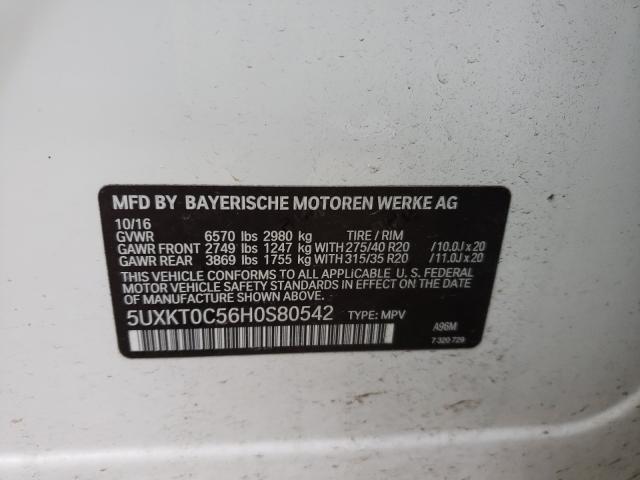 MFD BY BAYERISCHE MOTOREN WERKE AG
10/16
GVWR 6570 lbs 2980 kg TIRE / RIM
GAWR FRONT 2749 lbs 1247 kg WITH 275/40 R20 / 10.0J x 20
GAWR REAR 3869 lbs 1755 kg WITH 315/35 R20 / 11.0J x 20
THIS VEHICLE CONFORMS TO ALL APPLICABLE U. S. FEDERAL
MOTOR VEHICLE SAFETY STANDARDS IN EFFECT ON THE DATE
OF MANUFACTURE SHOWN ABOVE.
5UXKT0C56H0S80542 TYPE: MPV A96M
7 320 729